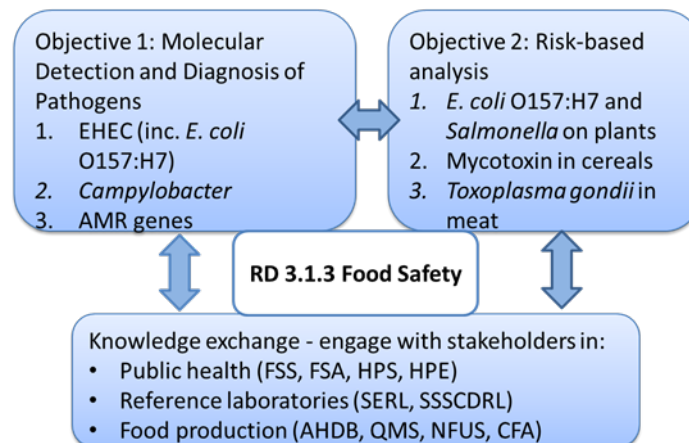 Objective 1: Molecular
Detection and Diagnosis of
Pathogens
1. EHEC (inc. E. coli
O157:H7)
2. Campylobacter
3. AMR genes
Objective 2: Risk-based
analysis
1. E. coli O157:H7 and
Salmonella on plants
2. Mycotoxin in cereals
3. Toxoplasma gondii in
meat
RD 3.1.3 Food Safety
Knowledge exchange - engage with stakeholders in:
• Public health (FSS, FSA, HPS, HPE)
• Reference laboratories (SERL, SSSCDRL)
• Food production (AHDB, QMS, NFUS, CFA)